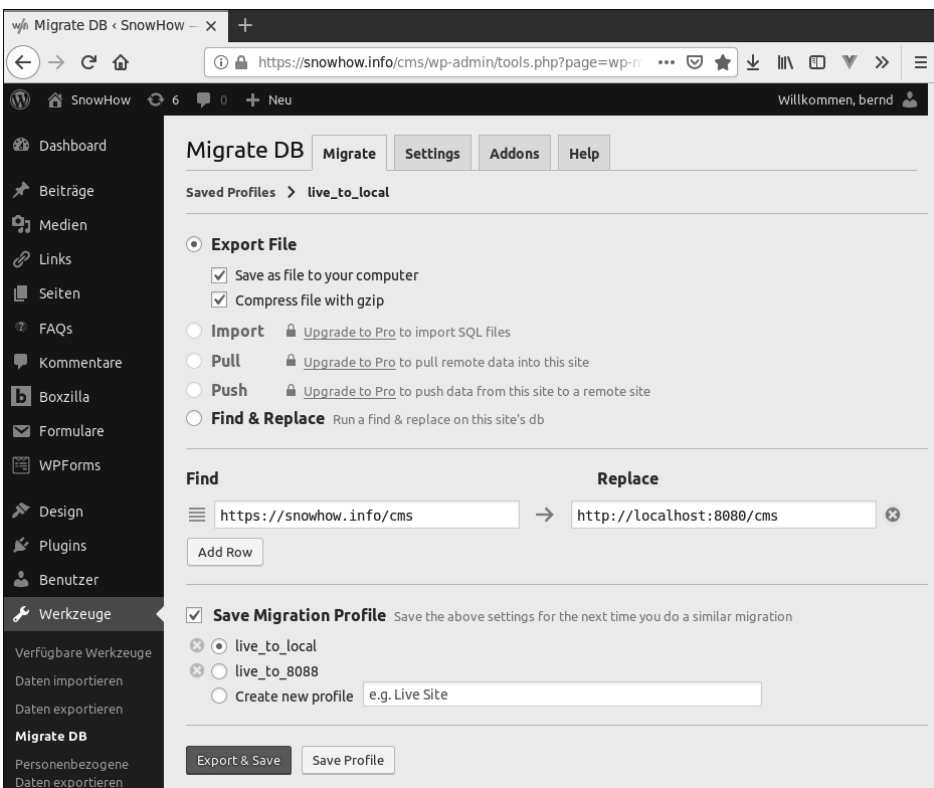 Migrate DB ‹ SnowHow —
https://snowhow.info/cms/wp-admin/tools.php?page=wp-m
SnowHow 6 0 + Neu Willkommen, bernd
Dashboard
Beiträge
Medien
Links
Seiten
FAQs
Kommentare
Boxzilla
Formulare
WPForms
Design
Plugins
Benutzer
Werkzeuge
Verfügbare Werkzeuge
Daten importieren
Daten exportieren
Migrate DB
Personenbezogene
Daten exportieren
Migrate DB Migrate Settings Addons Help
Saved Profiles > live_to_local
Export File
Save as file to your computer
Compress file with gzip
Import Upgrade to Pro to import SQL files
Pull Upgrade to Pro to pull remote data into this site
Push Upgrade to Pro to push data from this site to a remote site
Find & Replace Run a find & replace on this site's db
Find Replace
https://snowhow.info/cms → http://localhost:8080/cms
Add Row
Save Migration Profile Save the above settings for the next time you do a similar migration
live_to_local
live_to_8088
Create new profile e.g. Live Site
Export & Save Save Profile